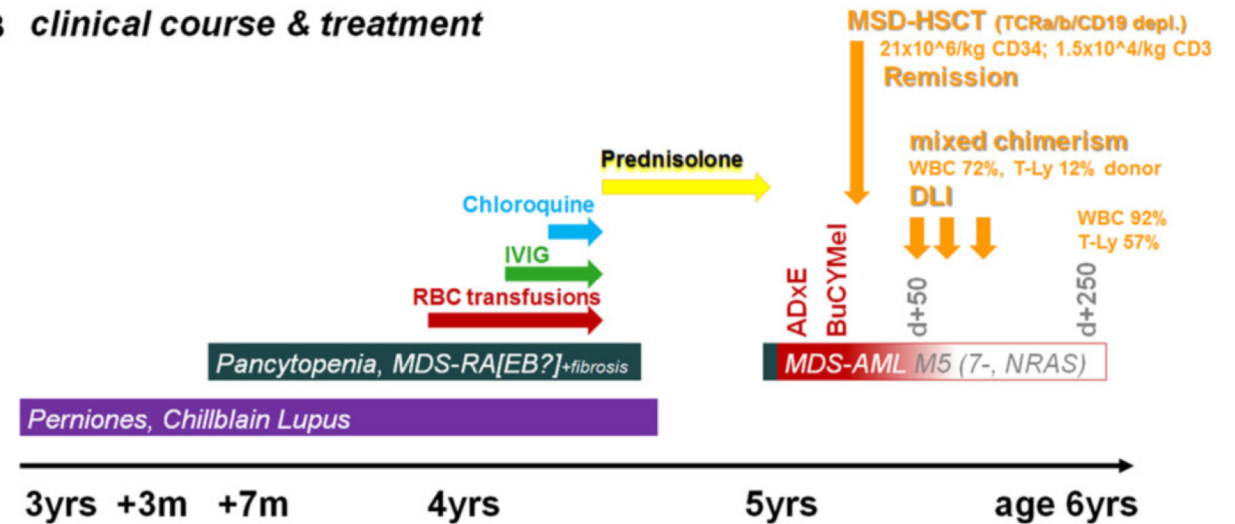 B clinical course & treatment
MSD-HSCT (TCRa/b/CD19 depl.)
21x10^6/kg CD34; 1.5x10^4/kg CD3
Remission
mixed chimerism
WBC 72%, T-Ly 12% donor
DLI
WBC 92%
T-Ly 57%
Prednisolone
Chloroquine
IVIG
RBC transfusions
ADxE
BuCYMel
d+50
d+250
Pancytopenia, MDS-RA[EB?]+fibrosis
MDS-AML M5 (7-, NRAS)
Perniones, Chillblain Lupus
3yrs +3m +7m 4yrs 5yrs age 6yrs